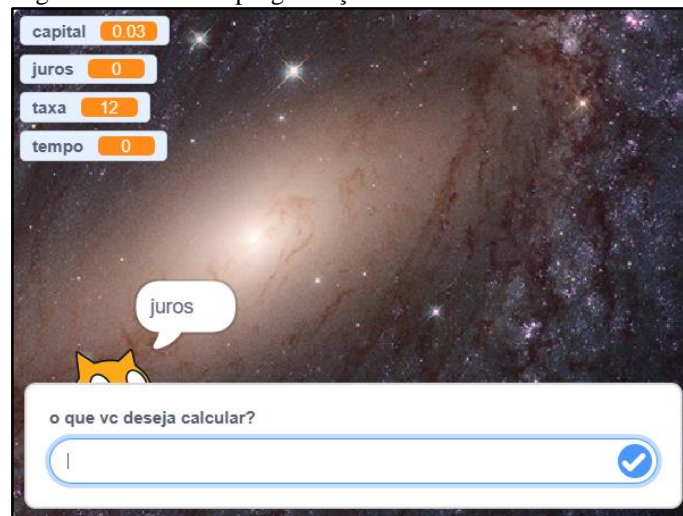 capital 0.03
juros 0
taxa 12
tempo 0
juros
o que vc deseja calcular?